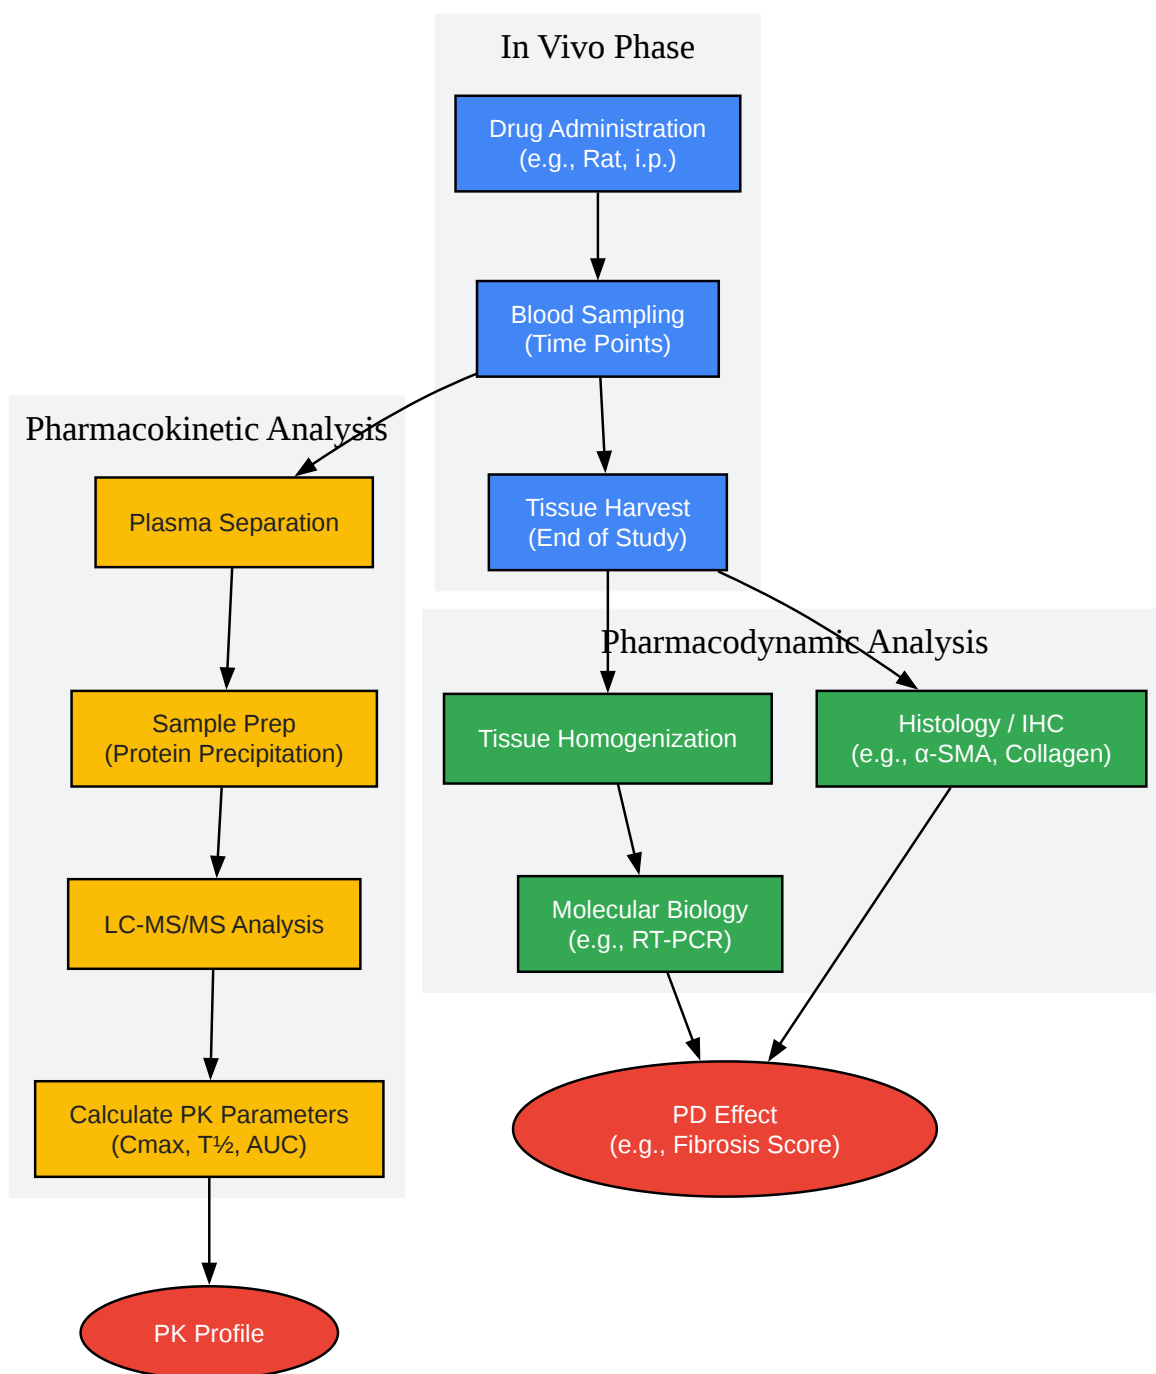 In Vivo Phase
Drug Administration
(e.g., Rat, i.p.)
Blood Sampling
(Time Points)
Tissue Harvest
(End of Study)
Pharmacokinetic Analysis
Plasma Separation
Sample Prep
(Protein Precipitation)
LC-MS/MS Analysis
Calculate PK Parameters
(Cmax, T½, AUC)
PK Profile
Pharmacodynamic Analysis
Tissue Homogenization
Histology / IHC
(e.g., α-SMA, Collagen)
Molecular Biology
(e.g., RT-PCR)
PD Effect
(e.g., Fibrosis Score)